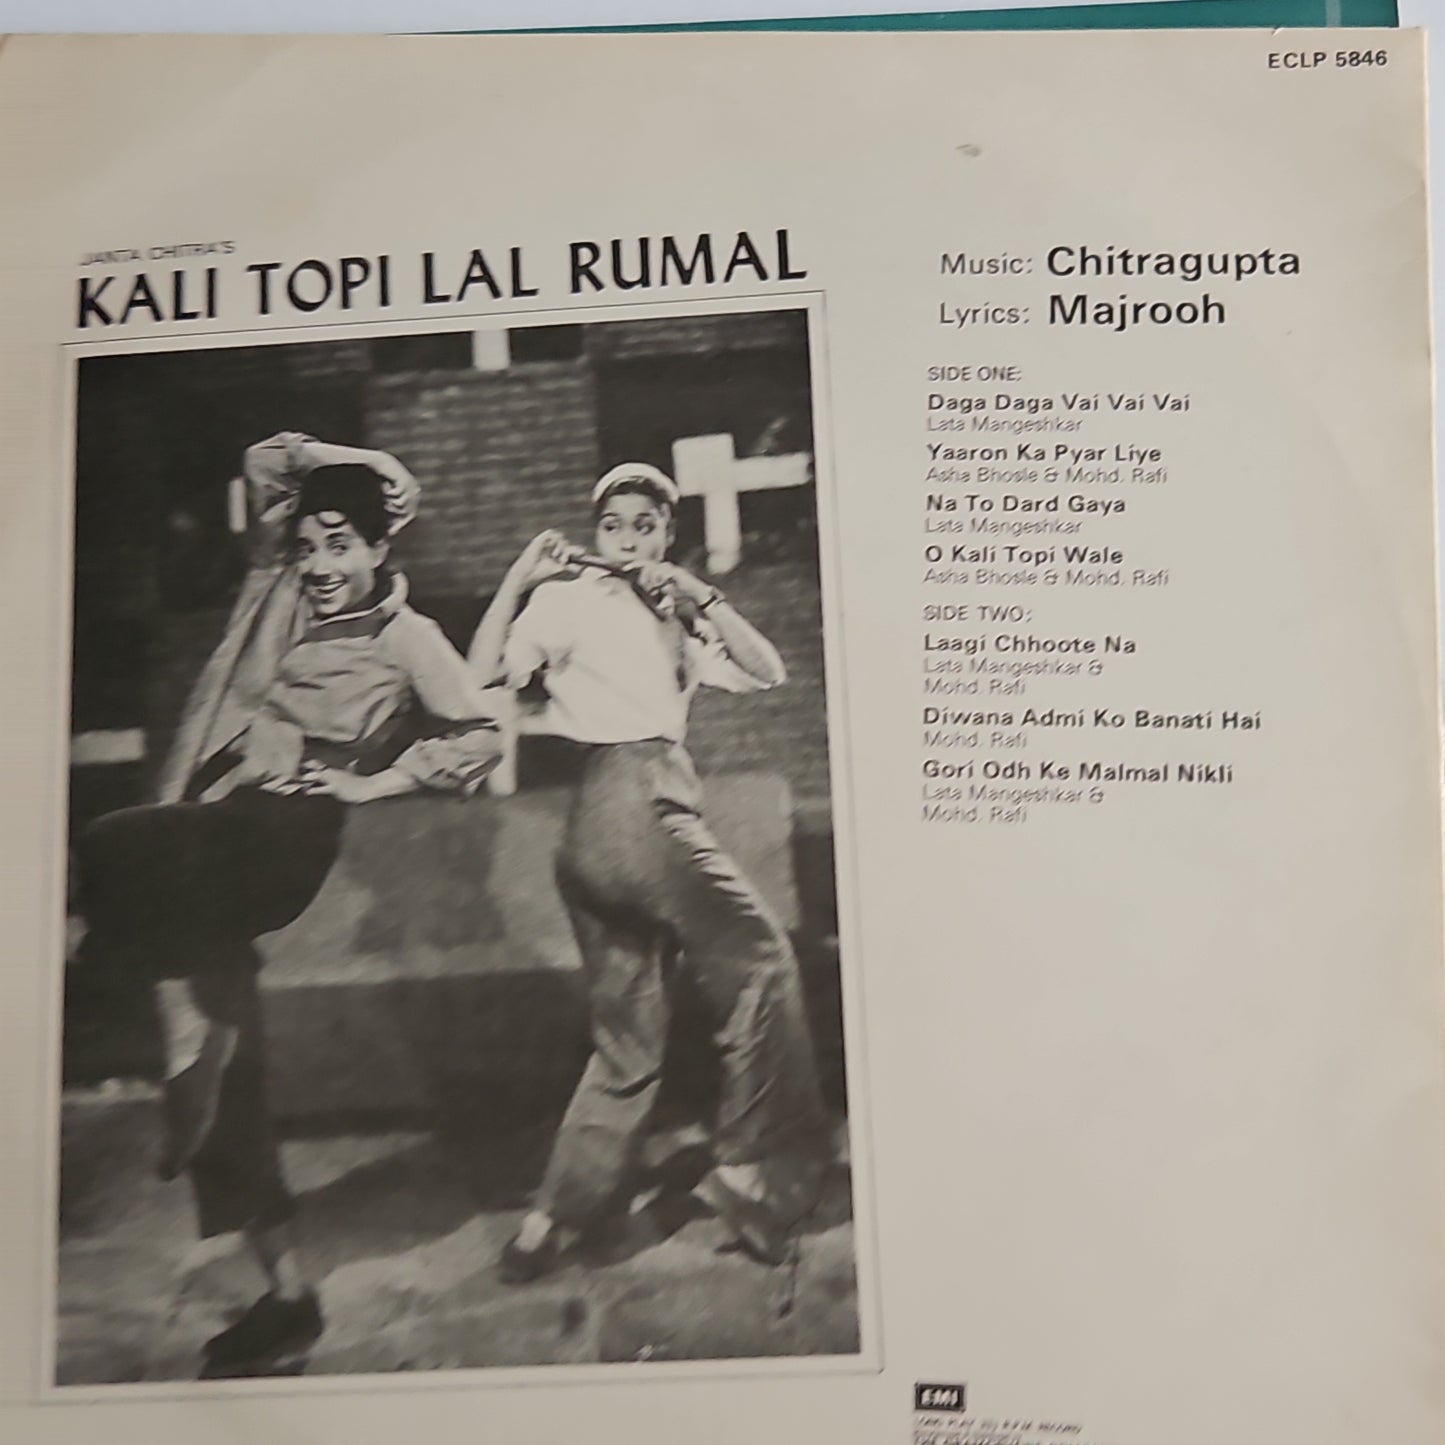 ECLP 5846
JANTA CHITRA'S
KALI TOPI LAL RUMAL
Music: Chitragupta
Lyrics: Majrooh
SIDE ONE:
Daga Daga Vai Vai Vai
Lata Mangeshkar
Yaaron Ka Pyar Liye
Asha Bhosle & Mohd. Rafi
Na To Dard Gaya
Lata Mangeshkar
O Kali Topi Wale
Asha Bhosle & Mohd. Rafi
SIDE TWO:
Laagi Chhoote Na
Lata Mangeshkar &
Mohd. Rafi
Diwana Admi Ko Banati Hai
Mohd. Rafi
Gori Odh Ke Malmal Nikli
Lata Mangeshkar &
Mohd. Rafi
EMI